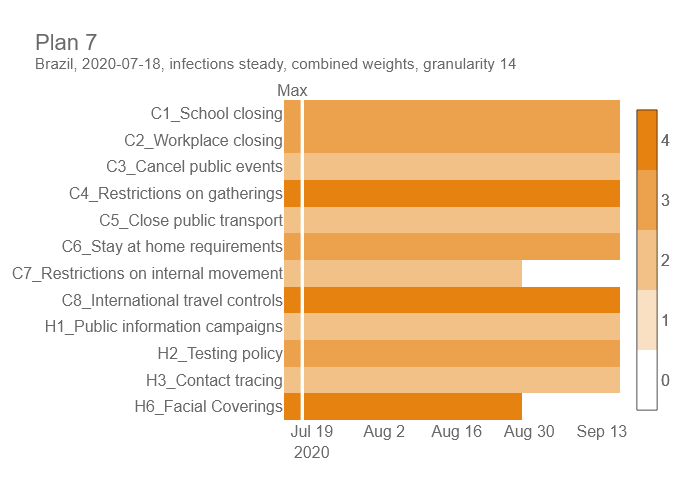 Plan 7
Brazil, 2020-07-18, infections steady, combined weights, granularity 14
Max
C1_School closing
C2_Workplace closing
C3_Cancel public events
C4_Restrictions on gatherings
C5_Close public transport
C6_Stay at home requirements
C7_Restrictions on internal movement
C8_International travel controls
H1_Public information campaigns
H2_Testing policy
H3_Contact tracing
H6_Facial Coverings
4
3
2
1
0
Jul 19 Aug 2 Aug 16 Aug 30 Sep 13
2020